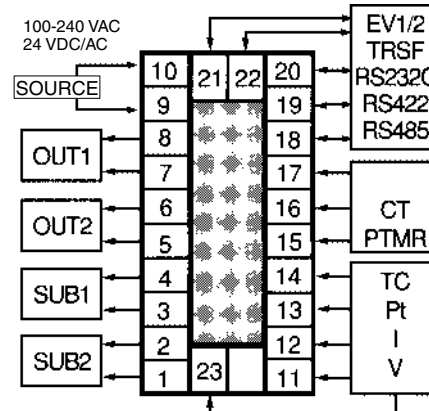 100-240 VAC
24 VDC/AC
SOURCE
OUT1
OUT2
SUB1
SUB2
10
9
8
7
6
5
4
3
2
1
21 22
23
20
19
18
17
16
15
14
13
12
11
EV1/2
TRSF
RS232C
RS422
RS485
CT
PTMR
TC
Pt
I
V